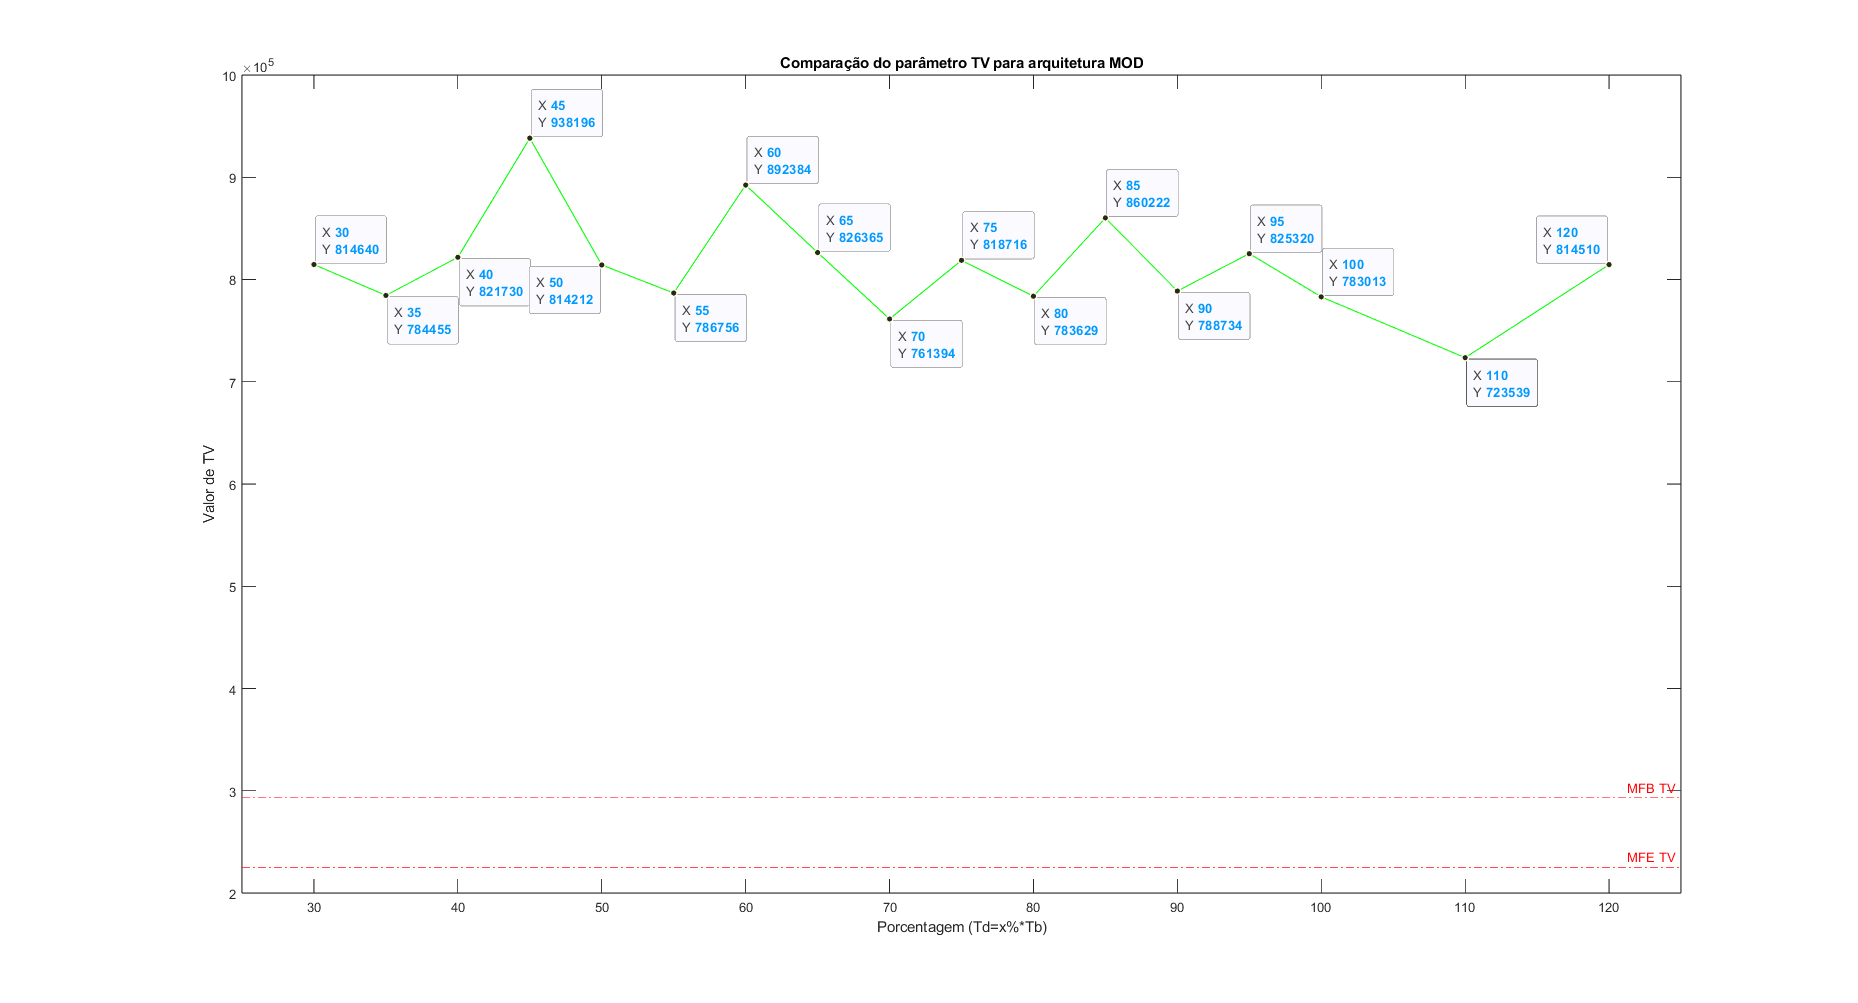 Comparação do parâmetro TV para arquitetura MOD
×10⁵
10
9
8
7
6
5
4
3
2
Valor de TV
X 30
Y 814640
X 35
Y 784455
X 40
Y 821730
X 45
Y 938196
X 50
Y 814212
X 55
Y 786756
X 60
Y 892384
X 65
Y 826365
X 70
Y 761394
X 75
Y 818716
X 80
Y 783629
X 85
Y 860222
X 90
Y 788734
X 95
Y 825320
X 100
Y 783013
X 110
Y 723539
X 120
Y 814510
MFB TV
MFE TV
30 40 50 60 70 80 90 100 110 120
Porcentagem (Td=x%*Tb)